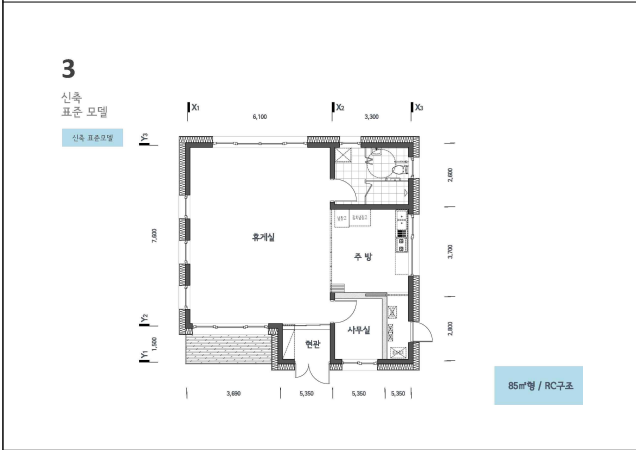 3
신축
표준 모델
신축 표준모델
X1
X2
X3
6,100
3,300
Y3
2,600
7,600
휴게실
주 방
3,700
Y2
사무실
현관
2,800
1,500
Y1
3,690
5,350
5,350
5,350
85㎡형 / RC구조